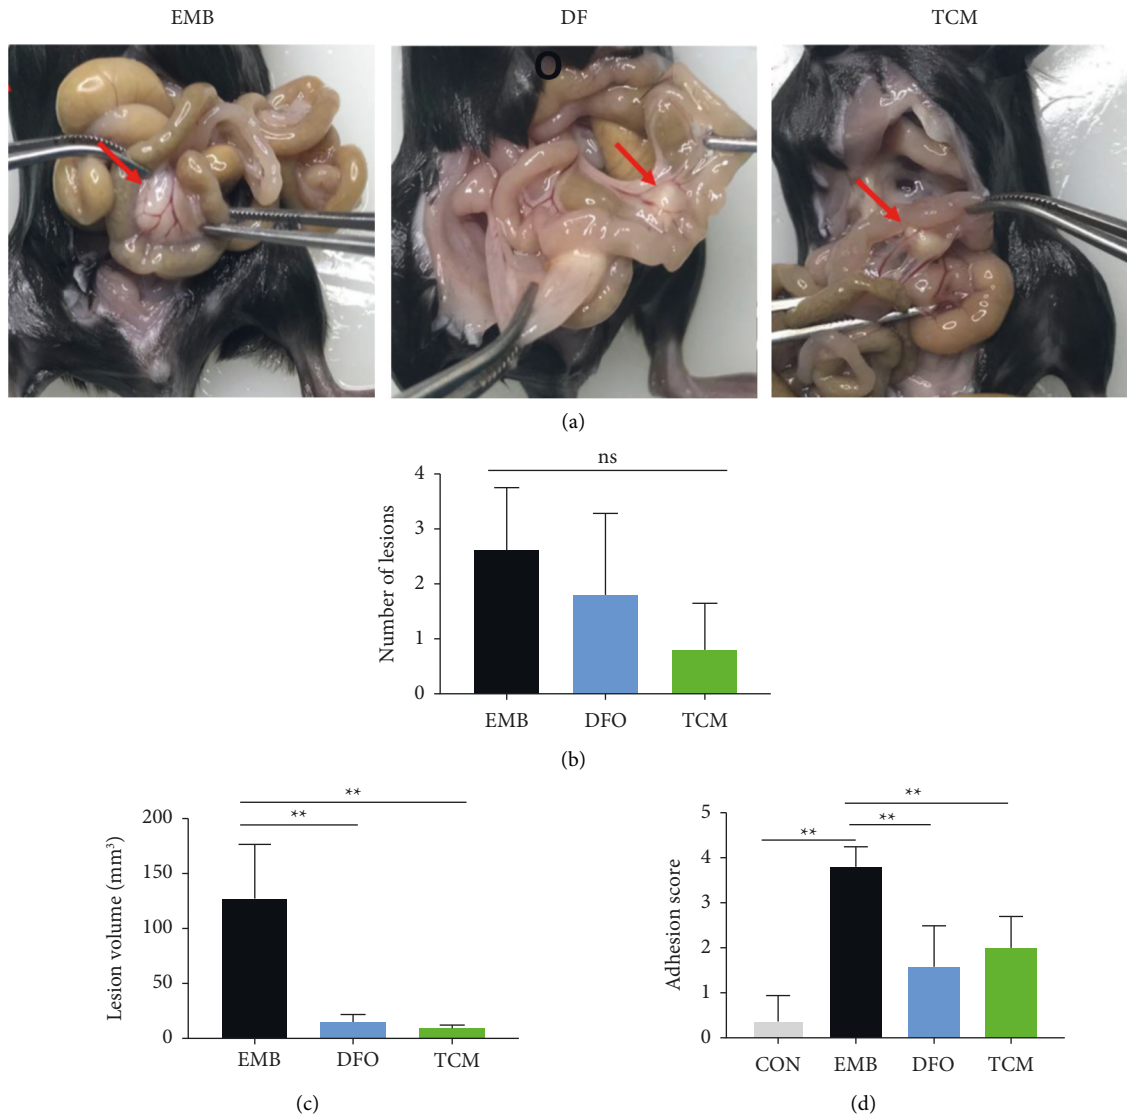 EMB
DF
TCM
O
(a)
ns
Number of lesions
4
3
2
1
0
EMB
DFO
TCM
(b)
**
**
Lesion volume (mm³)
200
150
100
50
0
EMB
DFO
TCM
(c)
**
**
**
Adhesion score
5
4
3
2
1
0
CON
EMB
DFO
TCM
(d)